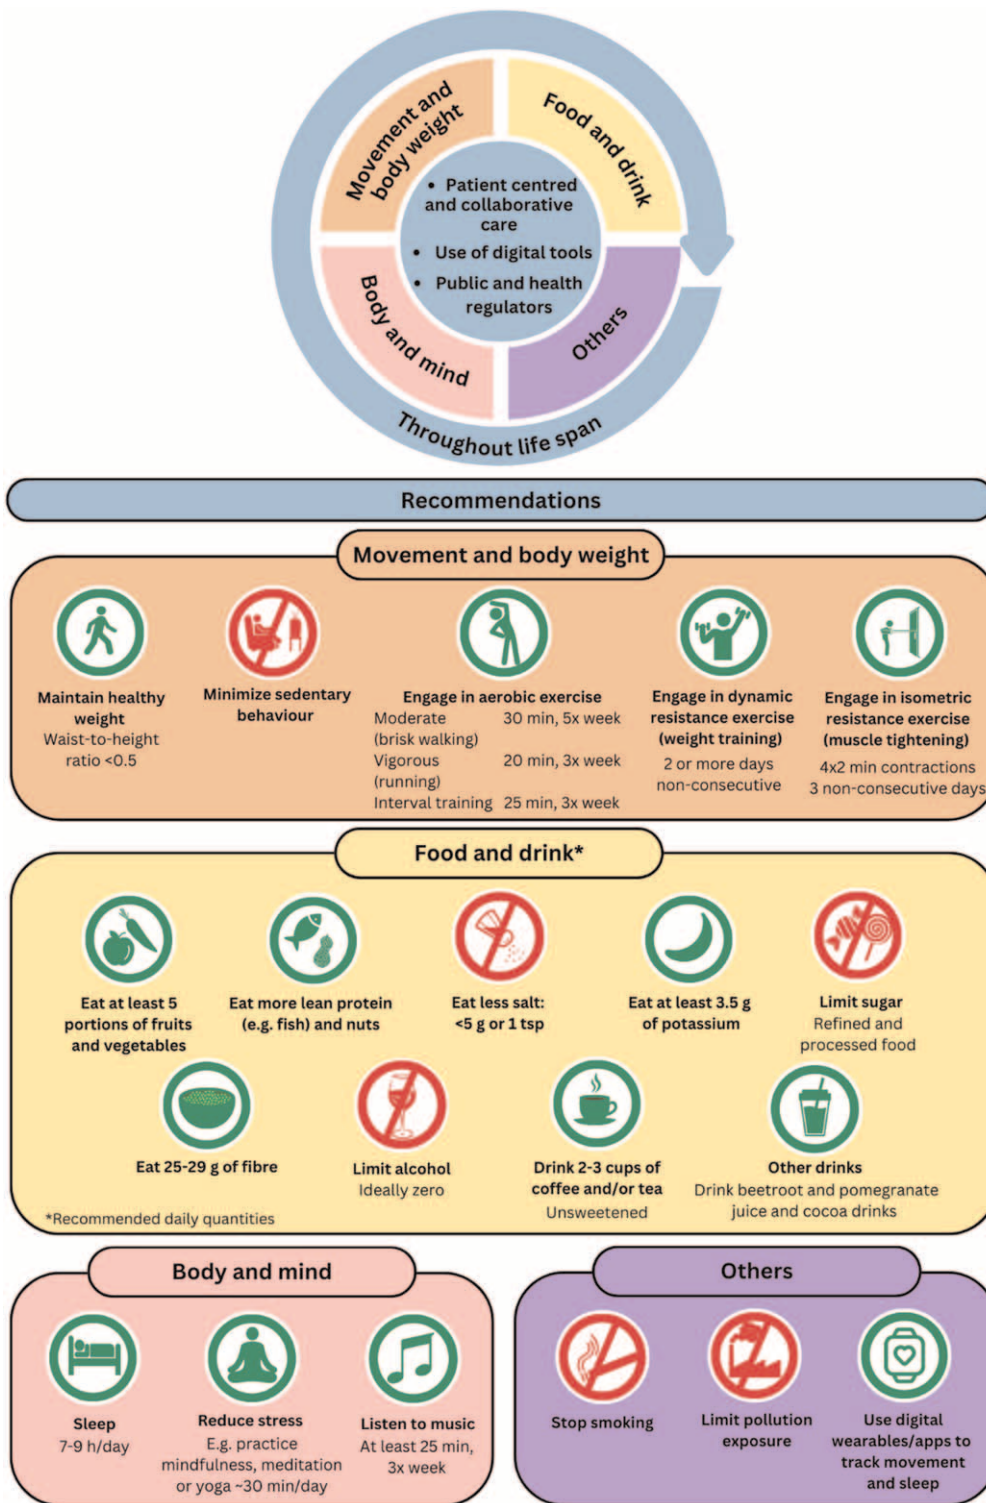 Movement and
body weight
Food and drink
• Patient centred
and collaborative
care
• Use of digital tools
• Public and health
regulators
Body and mind
Others
Throughout life span
Recommendations
Movement and body weight
Maintain healthy
weight
Waist-to-height
ratio <0.5
Minimize sedentary
behaviour
Engage in aerobic exercise
Moderate 30 min, 5x week
(brisk walking)
Vigorous 20 min, 3x week
(running)
Interval training 25 min, 3x week
Engage in dynamic
resistance exercise
(weight training)
2 or more days
non-consecutive
Engage in isometric
resistance exercise
(muscle tightening)
4x2 min contractions
3 non-consecutive days
Food and drink*
Eat at least 5
portions of fruits
and vegetables
Eat more lean protein
(e.g. fish) and nuts
Eat less salt:
<5 g or 1 tsp
Eat at least 3.5 g
of potassium
Limit sugar
Refined and
processed food
Eat 25-29 g of fibre
Limit alcohol
Ideally zero
Drink 2-3 cups of
coffee and/or tea
Unsweetened
Other drinks
Drink beetroot and pomegranate
juice and cocoa drinks
*Recommended daily quantities
Body and mind
Sleep
7-9 h/day
Reduce stress
E.g. practice
mindfulness, meditation
or yoga ~30 min/day
Listen to music
At least 25 min,
3x week
Others
Stop smoking
Limit pollution
exposure
Use digital
wearables/apps to
track movement
and sleep